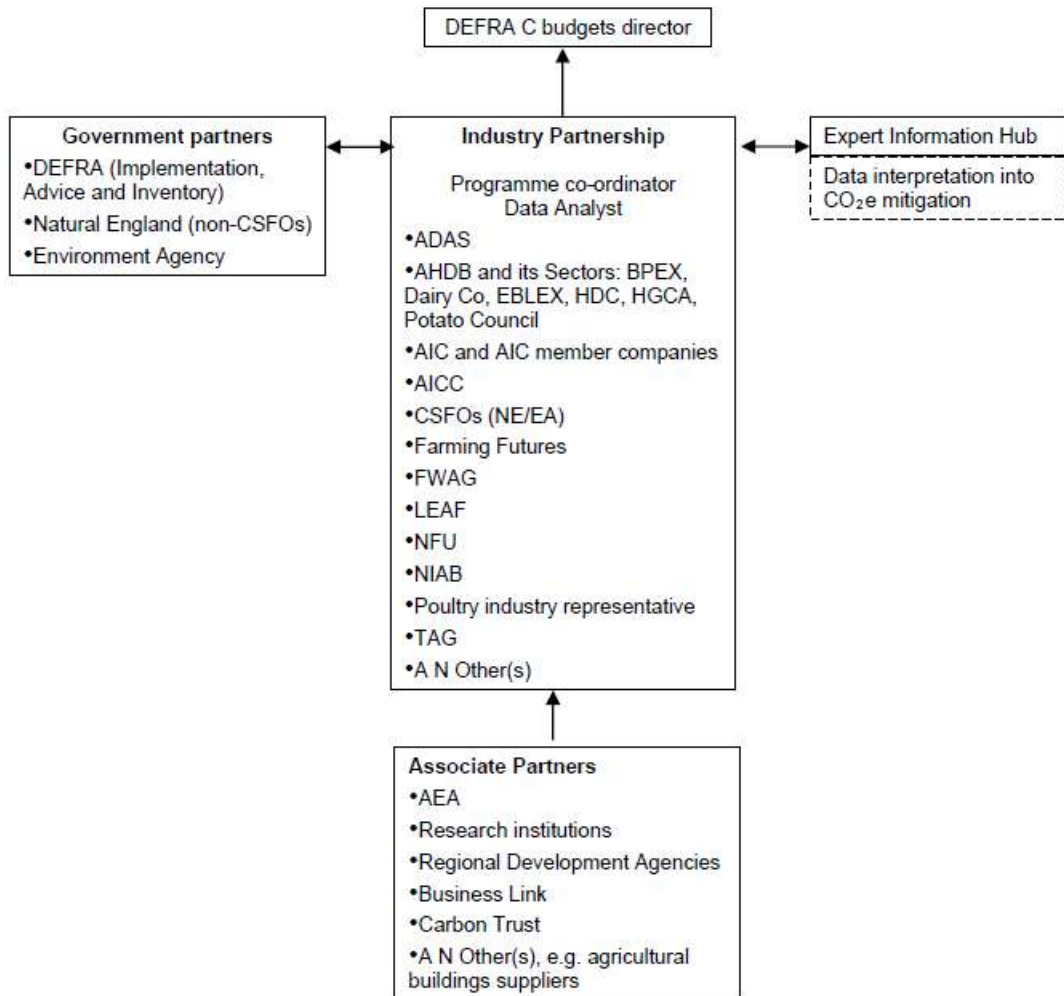 DEFRA C budgets director
Government partners
•DEFRA (Implementation,
Advice and Inventory)
•Natural England (non-CSFOs)
•Environment Agency
Industry Partnership
Programme co-ordinator
Data Analyst
•ADAS
•AHDB and its Sectors: BPEX,
Dairy Co, EBLEX, HDC, HGCA,
Potato Council
•AIC and AIC member companies
•AICC
•CSFOs (NE/EA)
•Farming Futures
•FWAG
•LEAF
•NFU
•NIAB
•Poultry industry representative
•TAG
•A N Other(s)
Expert Information Hub
Data interpretation into
CO₂e mitigation
Associate Partners
•AEA
•Research institutions
•Regional Development Agencies
•Business Link
•Carbon Trust
•A N Other(s), e.g. agricultural
buildings suppliers